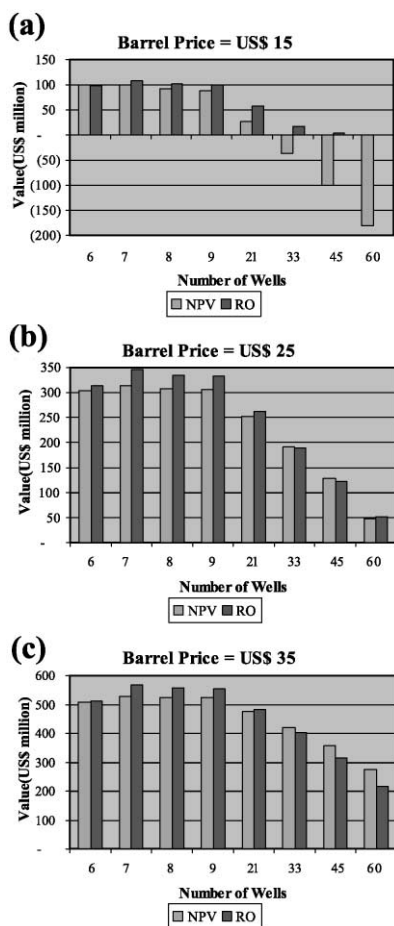 (a)
Barrel Price = US$ 15
Value(US$ million)
150
100
50
-
(50)
(100)
(150)
(200)
6 7 8 9 21 33 45 60
Number of Wells
NPV RO
(b)
Barrel Price = US$ 25
Value(US$ million)
350
300
250
200
150
100
50
-
6 7 8 9 21 33 45 60
Number of Wells
NPV RO
(c)
Barrel Price = US$ 35
Value(US$ million)
600
500
400
300
200
100
-
6 7 8 9 21 33 45 60
Number of Wells
NPV RO